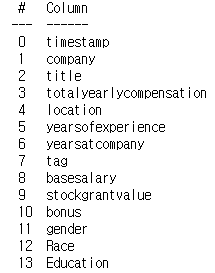 #   Column
--- ------
0   timestamp
1   company
2   title
3   totalyearlycompensation
4   location
5   yearsofexperience
6   yearsatcompany
7   tag
8   basesalary
9   stockgrantvalue
10  bonus
11  gender
12  Race
13  Education